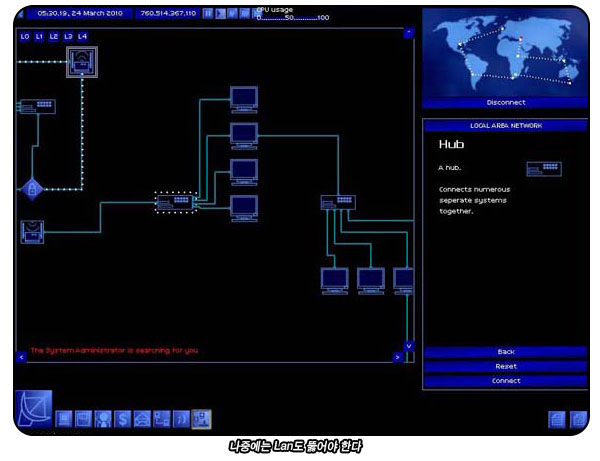 05:30.19, 24 March 2010
760.514.367.110
CPU usage
0...........50...........100
L0 L1 L2 L3 L4
Disconnect
LOCAL AREA NETWORK
Hub
A hub.
Connects numerous
seperate systems
together.
The System Administrator is searching for you
Back
Reset
Connect
나중에는 Lan도 뚫어야 한다